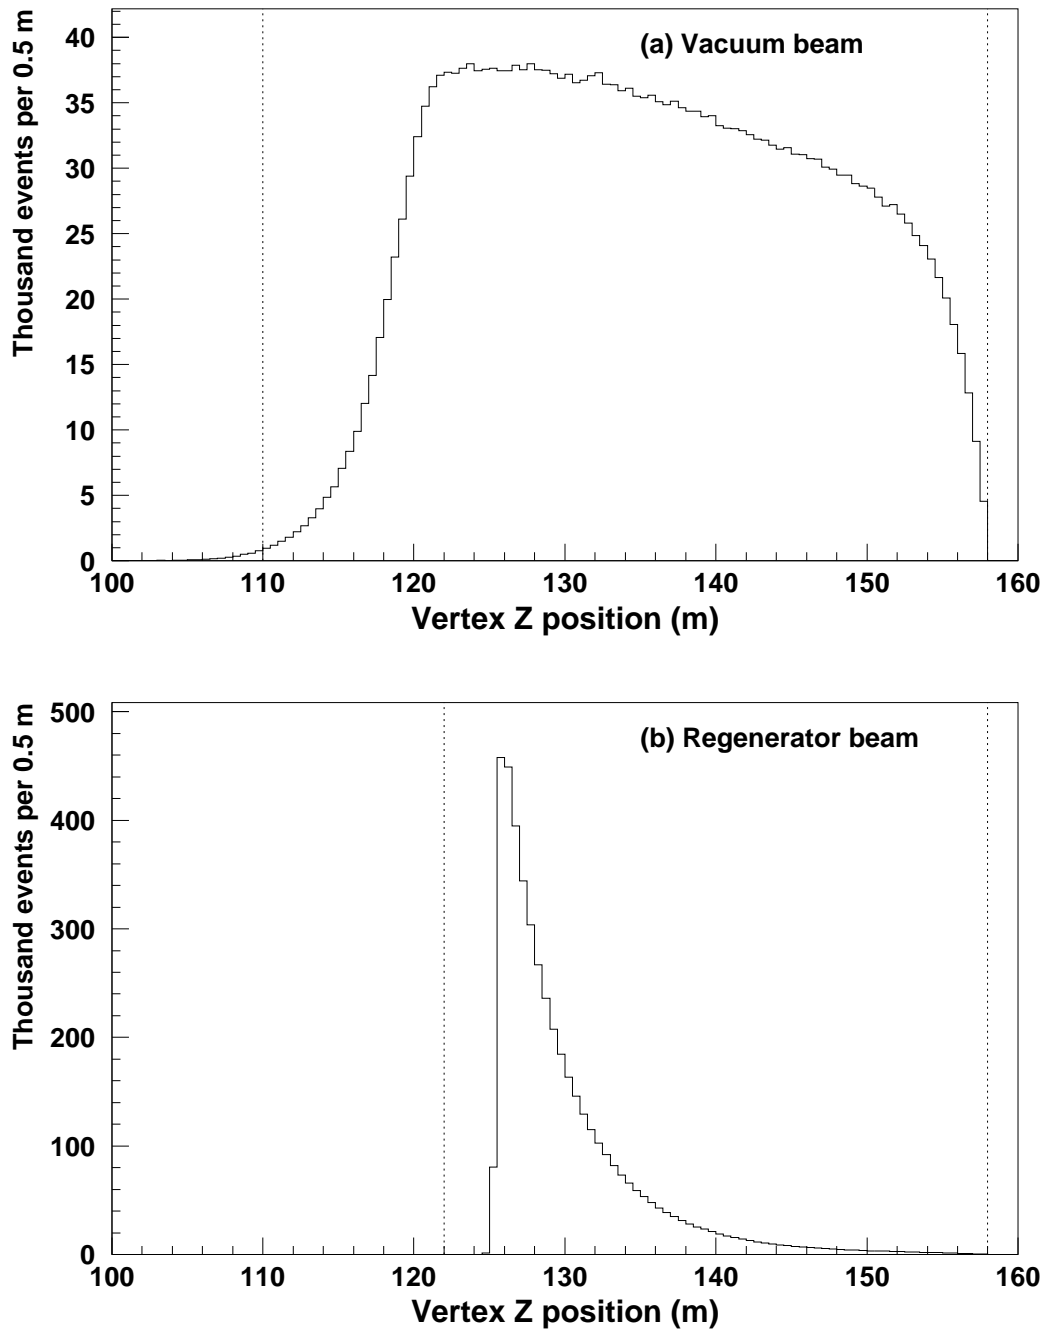 (a) Vacuum beam
Thousand events per 0.5 m
40
35
30
25
20
15
10
5
0
100 110 120 130 140 150 160
Vertex Z position (m)
(b) Regenerator beam
Thousand events per 0.5 m
500
400
300
200
100
0
100 110 120 130 140 150 160
Vertex Z position (m)